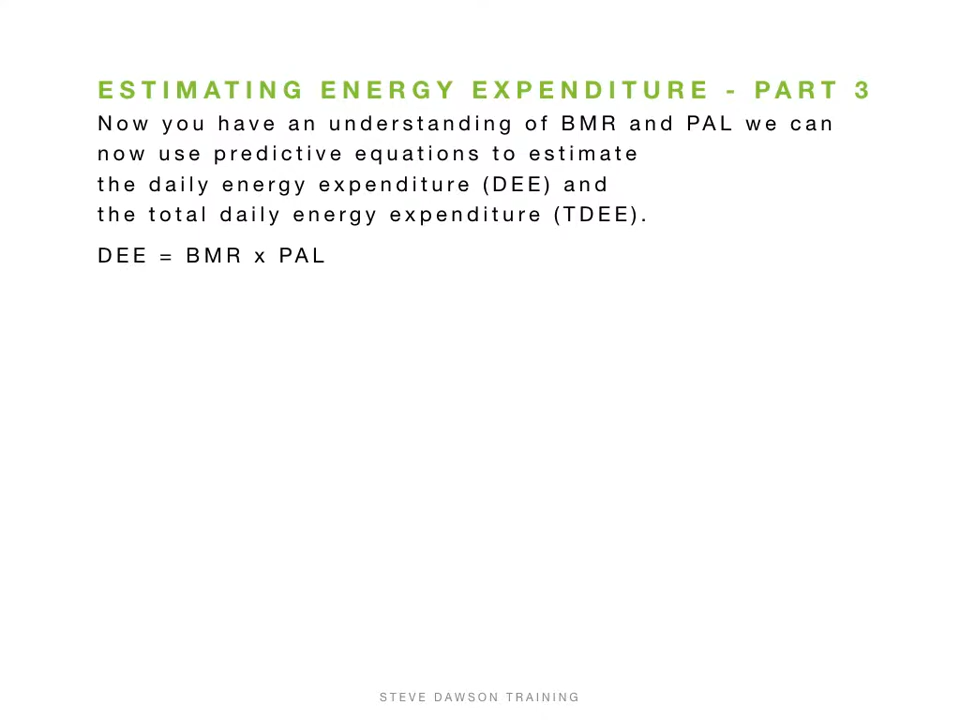 ESTIMATING ENERGY EXPENDITURE - PART 3
Now you have an understanding of BMR and PAL we can
now use predictive equations to estimate
the daily energy expenditure (DEE) and
the total daily energy expenditure (TDEE).
DEE = BMR x PAL
STEVE DAWSON TRAINING